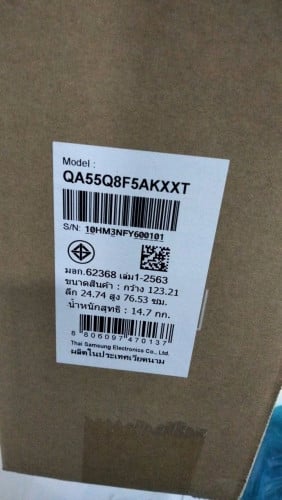 Model :
QA55Q8F5AKXXT
S/N: 10HM3NFY600101
มอก.62368 เล่ม1-2563
ขนาดสินค้า : กว้าง 123.21
ลึก 24.74 สูง 76.53 ซม.
น้ำหนักสุทธิ : 14.7 กก.
8 806097 470137
Thai Samsung Electronics Co., Ltd.
ผลิตในประเทศเวียดนาม